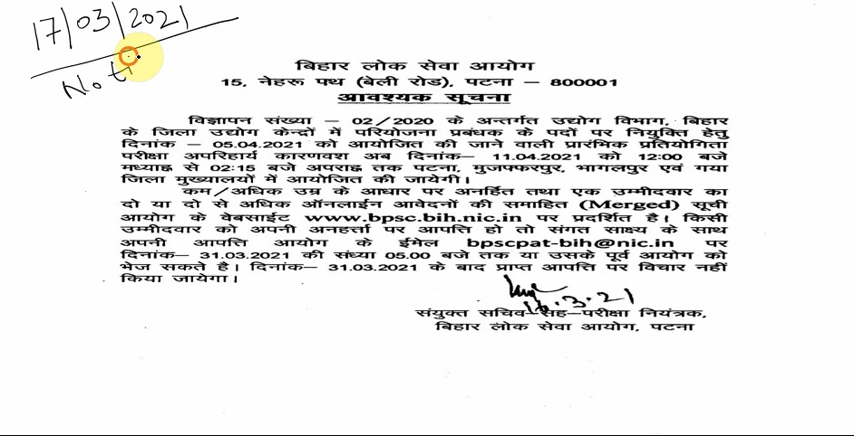 17/03/2021
Noti
बिहार लोक सेवा आयोग
15, नेहरू पथ (बेली रोड), पटना – 800001
आवश्यक सूचना
विज्ञापन संख्या – 02/2020 के अन्तर्गत उद्योग विभाग, बिहार
के जिला उद्योग केन्द्रों में परियोजना प्रबंधक के पदों पर नियुक्ति हेतु
दिनांक – 05.04.2021 को आयोजित की जाने वाली प्रारंभिक प्रतियोगिता
परीक्षा अपरिहार्य कारणवश अब दिनांक– 11.04.2021 को 12:00 बजे
मध्याह्न से 02:15 बजे अपराह्न तक पटना, मुजफ्फरपुर, भागलपुर एवं गया
जिला मुख्यालयों में आयोजित की जायेगी।
कम/अधिक उम्र के आधार पर अनर्हित तथा एक उम्मीदवार का
दो या दो से अधिक ऑनलाईन आवेदनों की समाहित (Merged) सूची
आयोग के वेबसाईट www.bpsc.bih.nic.in पर प्रदर्शित है। किसी
उम्मीदवार को अपनी अनर्हता पर आपत्ति हो तो संगत साक्ष्य के साथ
अपनी आपत्ति आयोग के ईमेल bpscpat-bih@nic.in पर
दिनांक– 31.03.2021 की संध्या 05.00 बजे तक या उसके पूर्व आयोग को
भेज सकते है। दिनांक– 31.03.2021 के बाद प्राप्त आपत्ति पर विचार नहीं
किया जायेगा।
16.3.21
संयुक्त सचिव–सह–परीक्षा नियंत्रक,
बिहार लोक सेवा आयोग, पटना